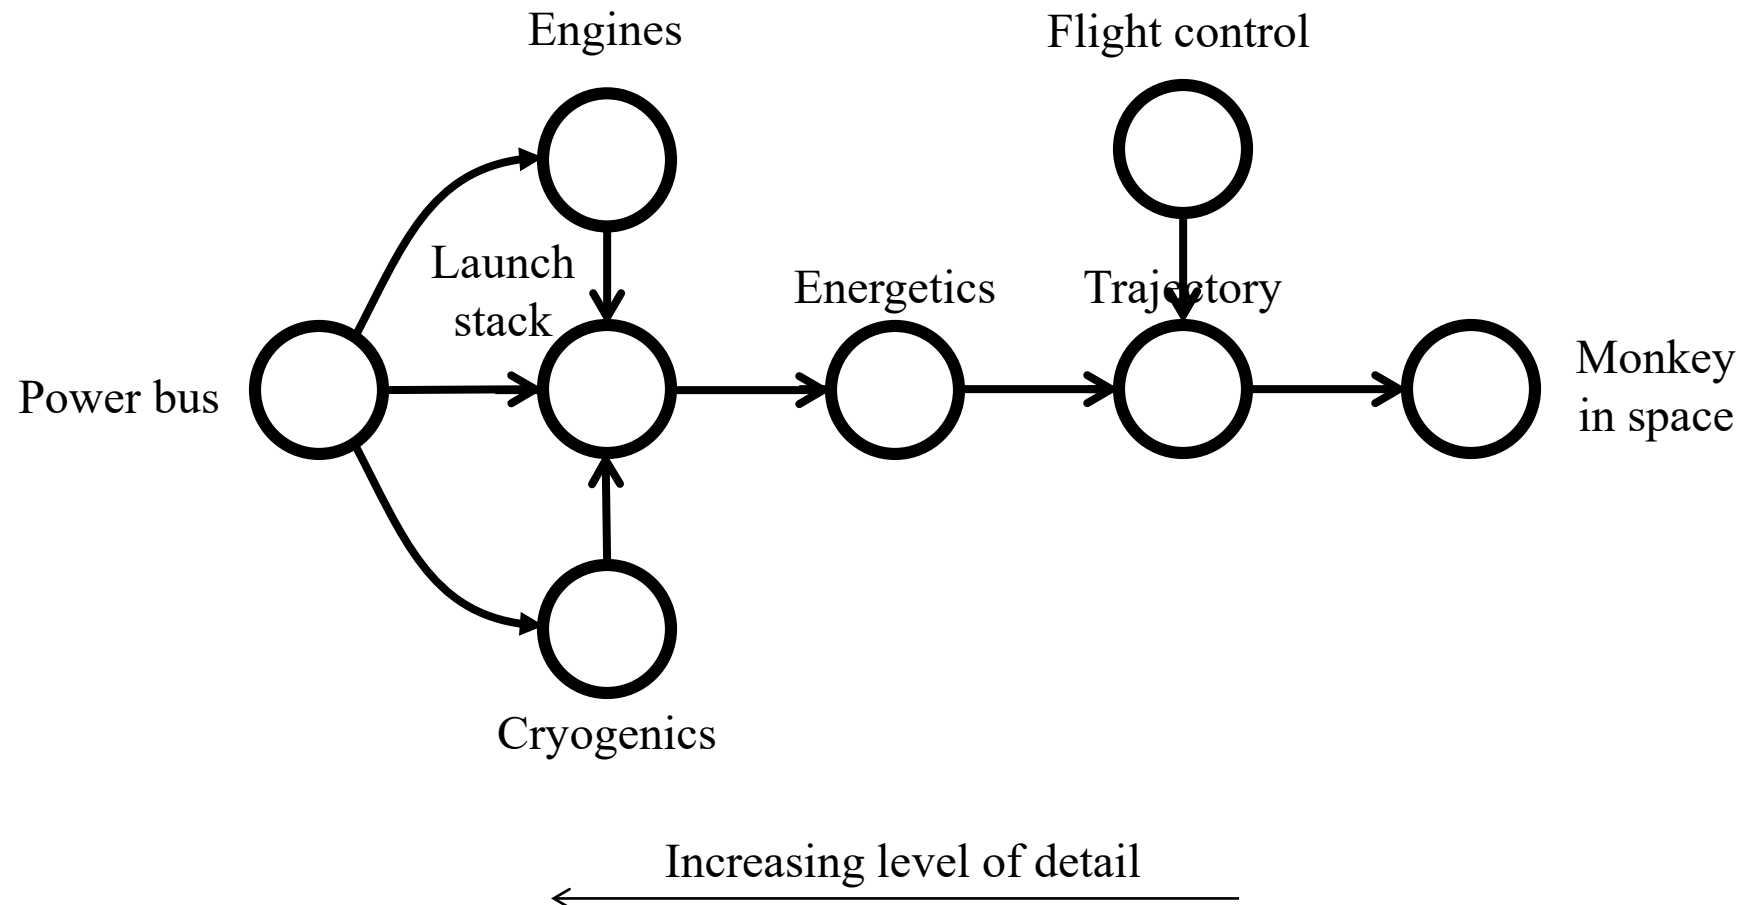 Engines
Flight control
Launch
stack
Energetics
Trajectory
Power bus
Monkey
in space
Cryogenics
Increasing level of detail